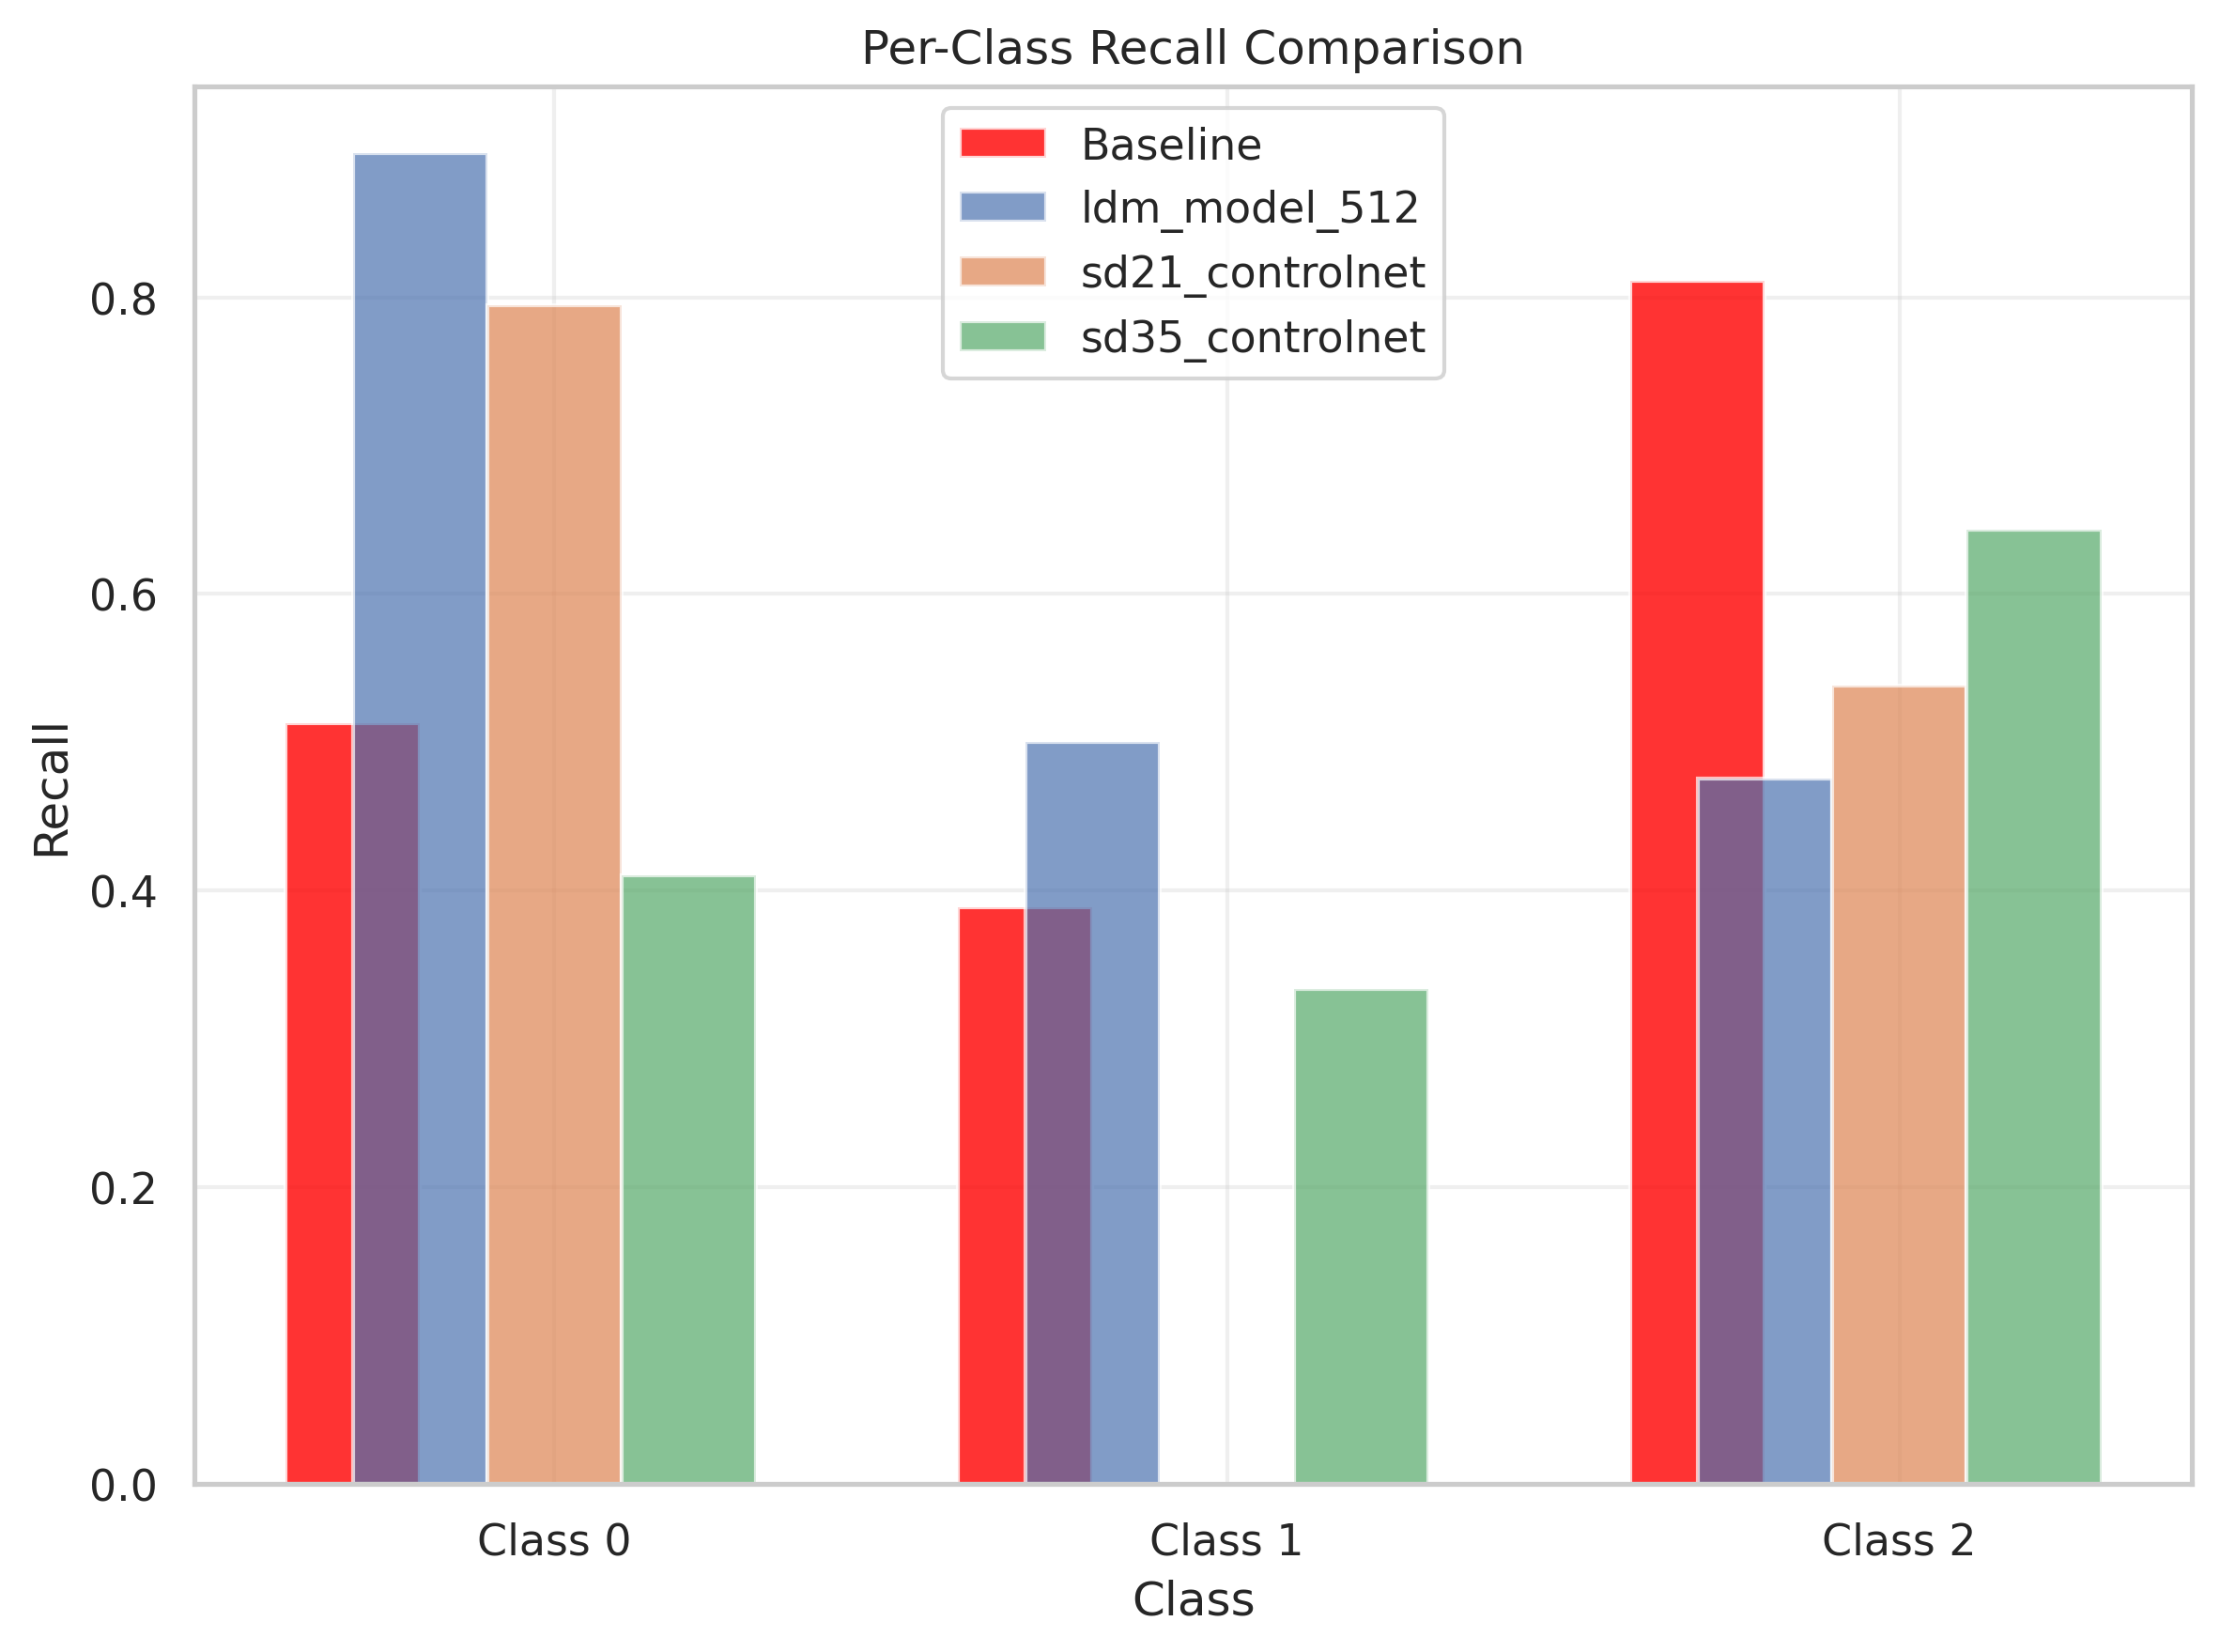 Per-Class Recall Comparison
Baseline
ldm_model_512
sd21_controlnet
sd35_controlnet
Recall
0.8
0.6
0.4
0.2
0.0
Class 0
Class 1
Class 2
Class